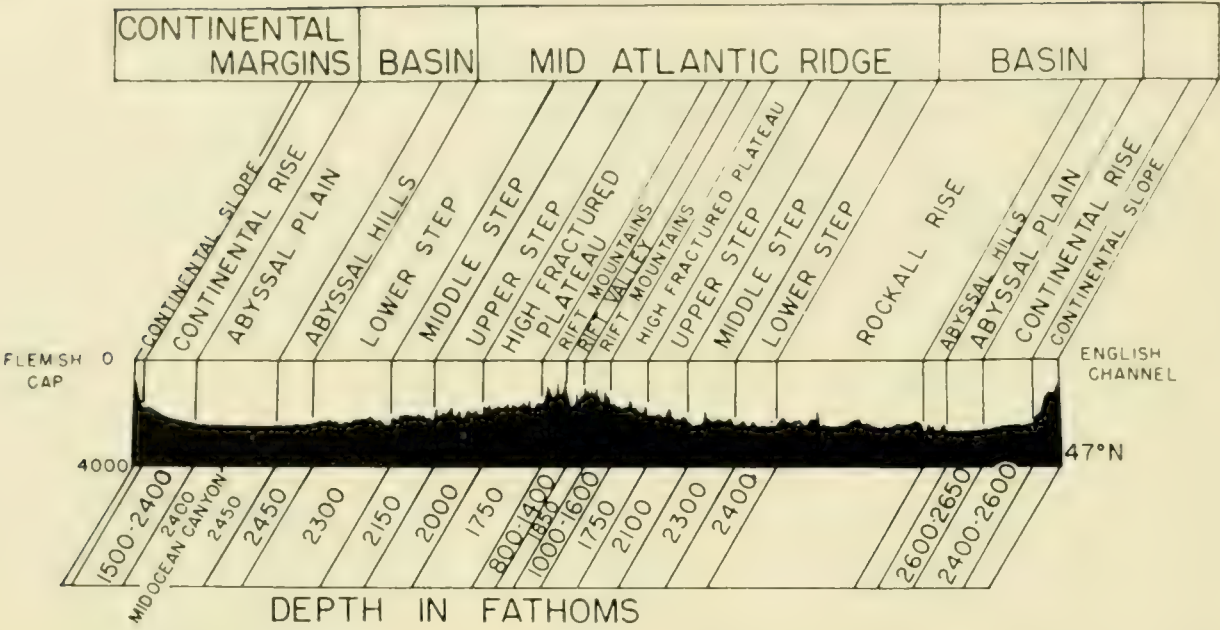 CONTINENTAL
MARGINS
BASIN
MID ATLANTIC RIDGE
BASIN
CONTINENTAL SLOPE
CONTINENTAL RISE
ABYSSAL PLAIN
ABYSSAL HILLS
LOWER STEP
MIDDLE STEP
UPPER STEP
HIGH FRACTURED
PLATEAU
RIFT MOUNTAINS
RIFT VALLEY
RIFT MOUNTAINS
HIGH FRACTURED PLATEAU
UPPER STEP
MIDDLE STEP
LOWER STEP
ROCKALL RISE
ABYSSAL HILLS
ABYSSAL PLAIN
CONTINENTAL RISE
CONTINENTAL SLOPE
FLEMISH
CAP
0
ENGLISH
CHANNEL
4000
47°N
1500-2400
2400
MIDOCEAN CANYON
2450
2450
2300
2150
2000
1750
800-1400
1850
1000-1600
1750
2100
2300
2400
2600-2650
2400-2600
DEPTH IN FATHOMS